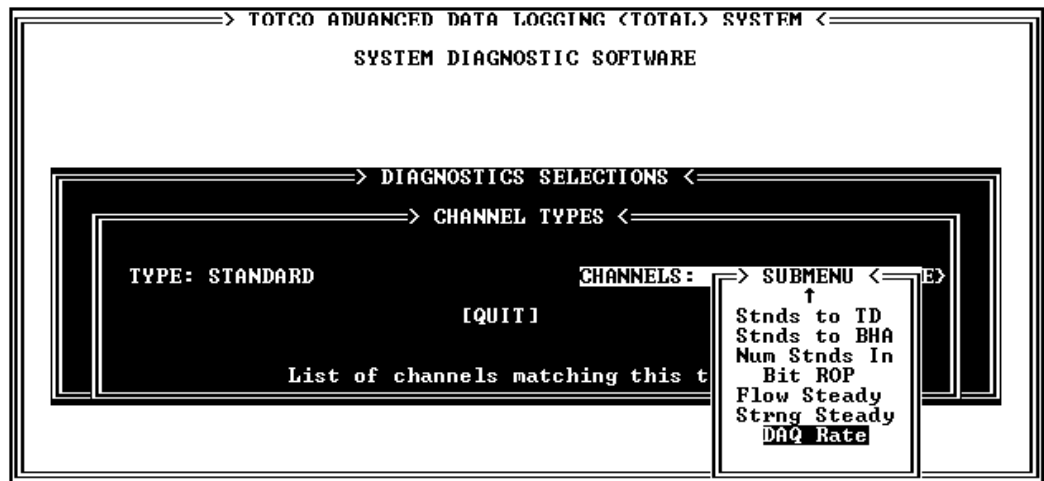 => TOTCO ADVANCED DATA LOGGING (TOTAL) SYSTEM <=
SYSTEM DIAGNOSTIC SOFTWARE
=> DIAGNOSTICS SELECTIONS <=
=> CHANNEL TYPES <=
TYPE: STANDARD
CHANNELS:
E>
[QUIT]
List of channels matching this t
=> SUBMENU <=
↑
Stnds to TD
Stnds to BHA
Num Stnds In
Bit ROP
Flow Steady
Strng Steady
DAQ Rate